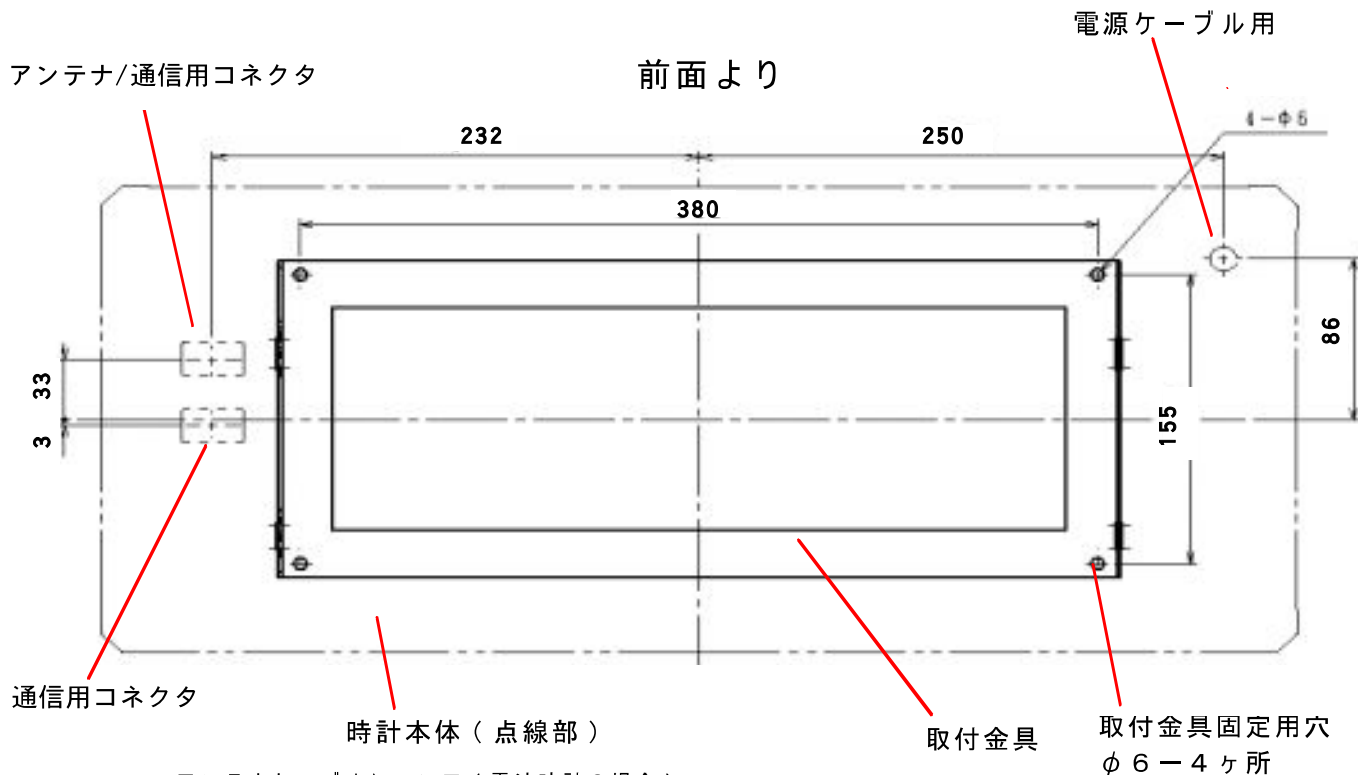 電源ケーブル用
アンテナ/通信用コネクタ
前面より
4-φ6
232
250
380
86
33
155
3
通信用コネクタ
時計本体(点線部)
取付金具
取付金具固定用穴
φ6-4ヶ所